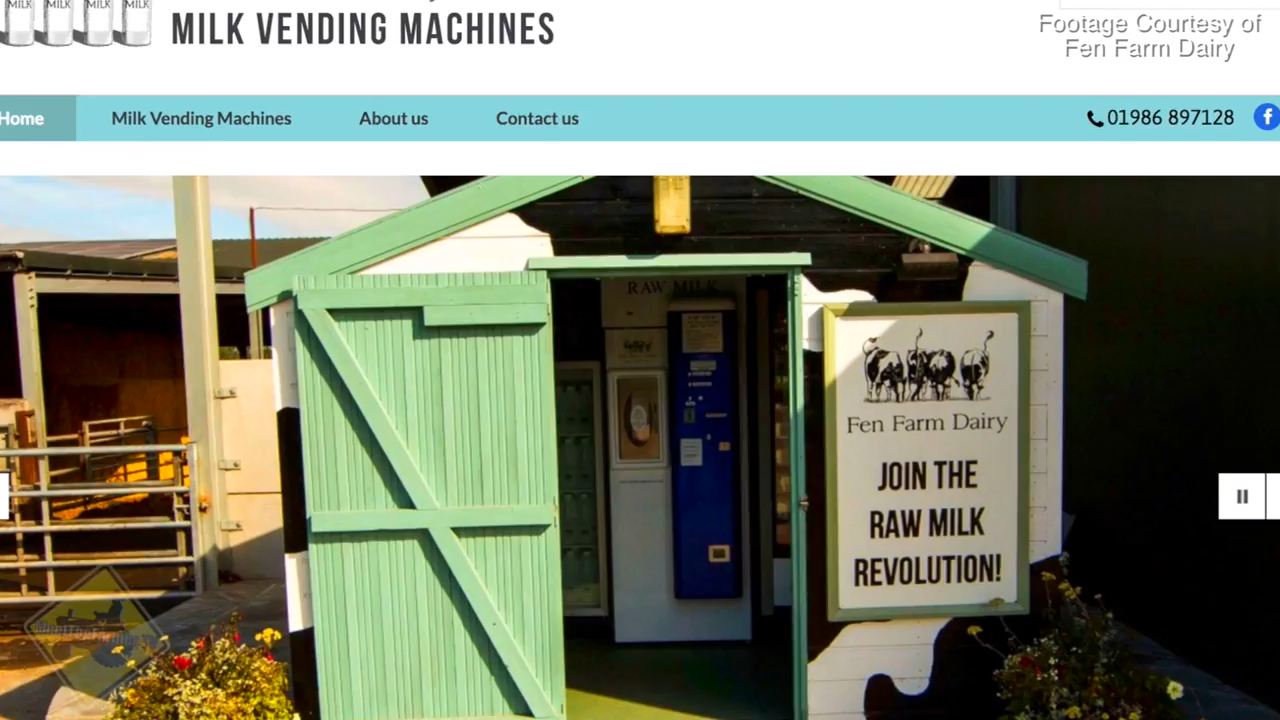 MILK MILK MILK MILK
MILK VENDING MACHINES
Footage Courtesy of
Fen Farm Dairy
Home
Milk Vending Machines
About us
Contact us
01986 897128
f
RAW MILK
Fen Farm Dairy
JOIN THE
RAW MILK
REVOLUTION!